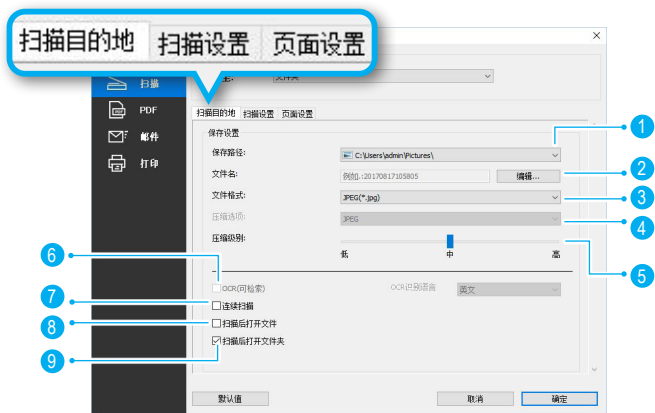 扫描目的地 扫描设置 页面设置
扫描
PDF
邮件
打印
扫描目的地 扫描设置 页面设置
保存设置
保存路径: C:\Users\admin\Pictures\ 1
文件名: 例如.:20170817105805 编辑... 2
文件格式: JPEG(*.jpg) 3
压缩选项: JPEG 4
压缩级别: 5
低 中 高
6 OCR(可检索) OCR识别语言 英文
7 连续扫描
8 扫描后打开文件
9 扫描后打开文件夹
默认值 取消 确定